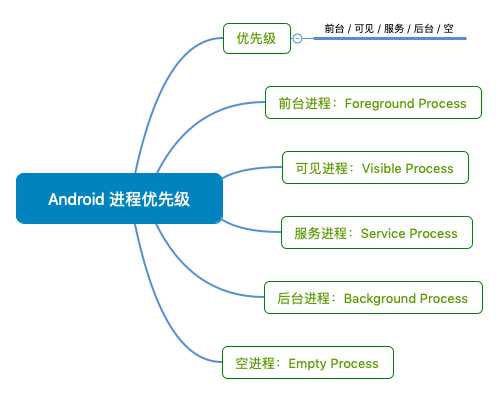 优先级
前台 / 可见 / 服务 / 后台 / 空
前台进程：Foreground Process
可见进程：Visible Process
Android 进程优先级
服务进程：Service Process
后台进程：Background Process
空进程：Empty Process